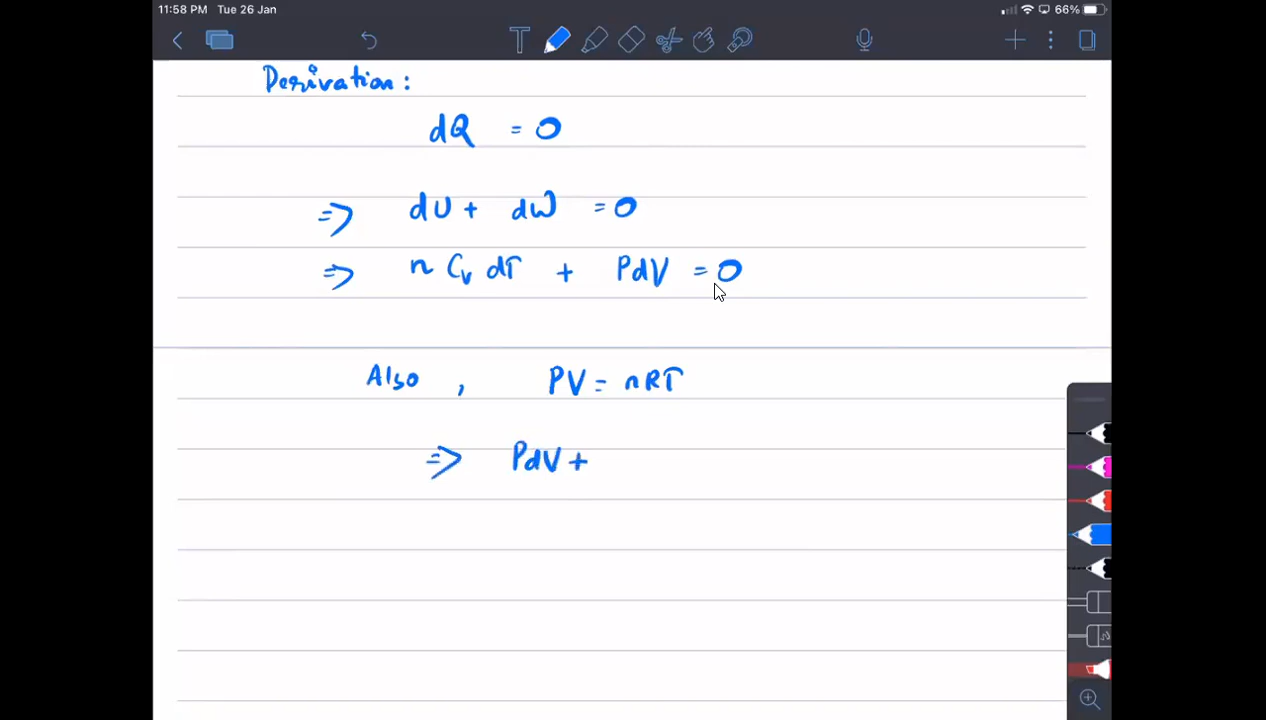 11:58 PM Tue 26 Jan 66%
Derivation :
dQ = 0
=> dU + dW = 0
=> n Cv dT + PdV = 0
Also , PV = nRT
=> PdV +